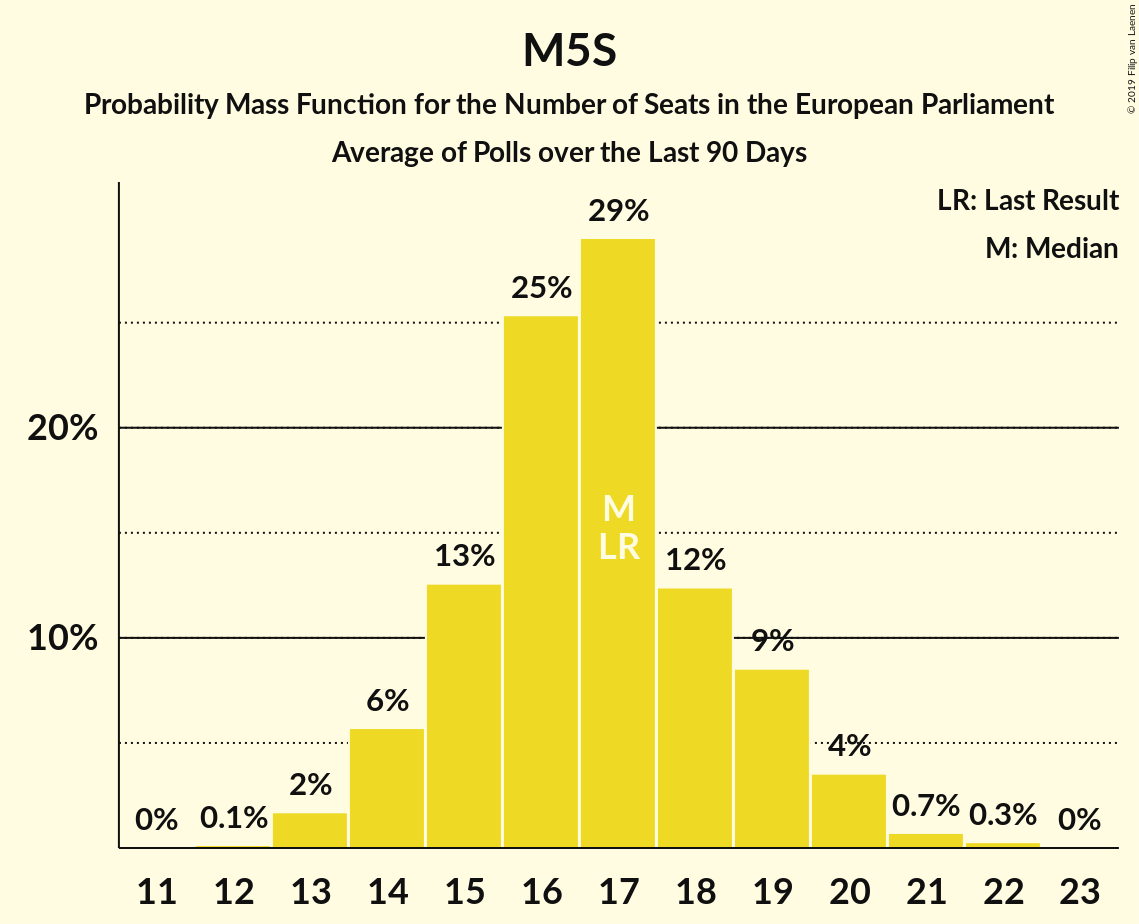 M5S
Probability Mass Function for the Number of Seats in the European Parliament
Average of Polls over the Last 90 Days
© 2019 Filip van Laenen
LR: Last Result
M: Median
29%
25%
20%
M
LR
13%
12%
10%
9%
6%
4%
2%
0%
0.1%
0.7%
0.3%
0%
11 12 13 14 15 16 17 18 19 20 21 22 23